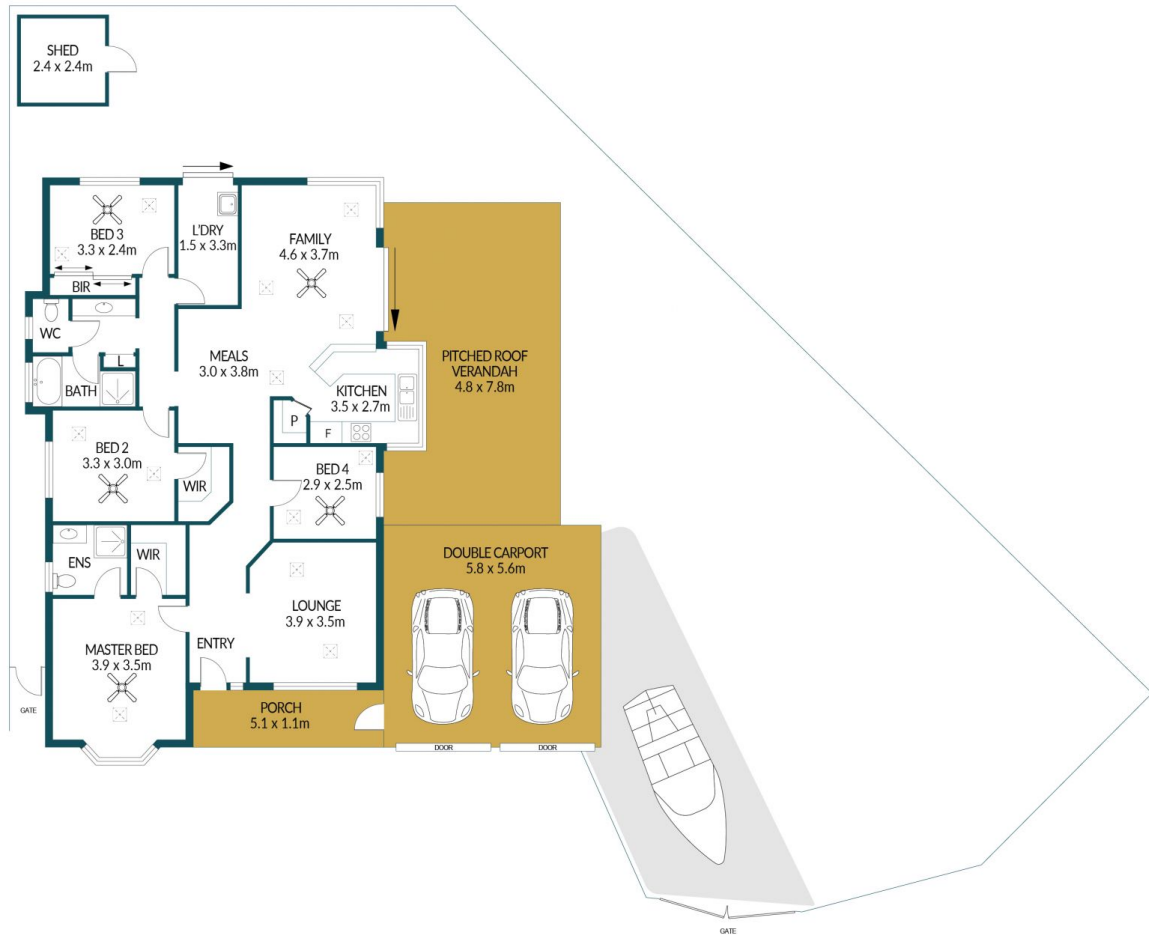 SHED
2.4 x 2.4m
BED 3
3.3 x 2.4m
BIR
L'DRY
1.5 x 3.3m
FAMILY
4.6 x 3.7m
WC
L
BATH
MEALS
3.0 x 3.8m
KITCHEN
3.5 x 2.7m
P
F
PITCHED ROOF
VERANDAH
4.8 x 7.8m
BED 2
3.3 x 3.0m
WIR
BED 4
2.9 x 2.5m
ENS
WIR
DOUBLE CARPORT
5.8 x 5.6m
LOUNGE
3.9 x 3.5m
MASTER BED
3.9 x 3.5m
ENTRY
GATE
PORCH
5.1 x 1.1m
DOOR
DOOR
GATE